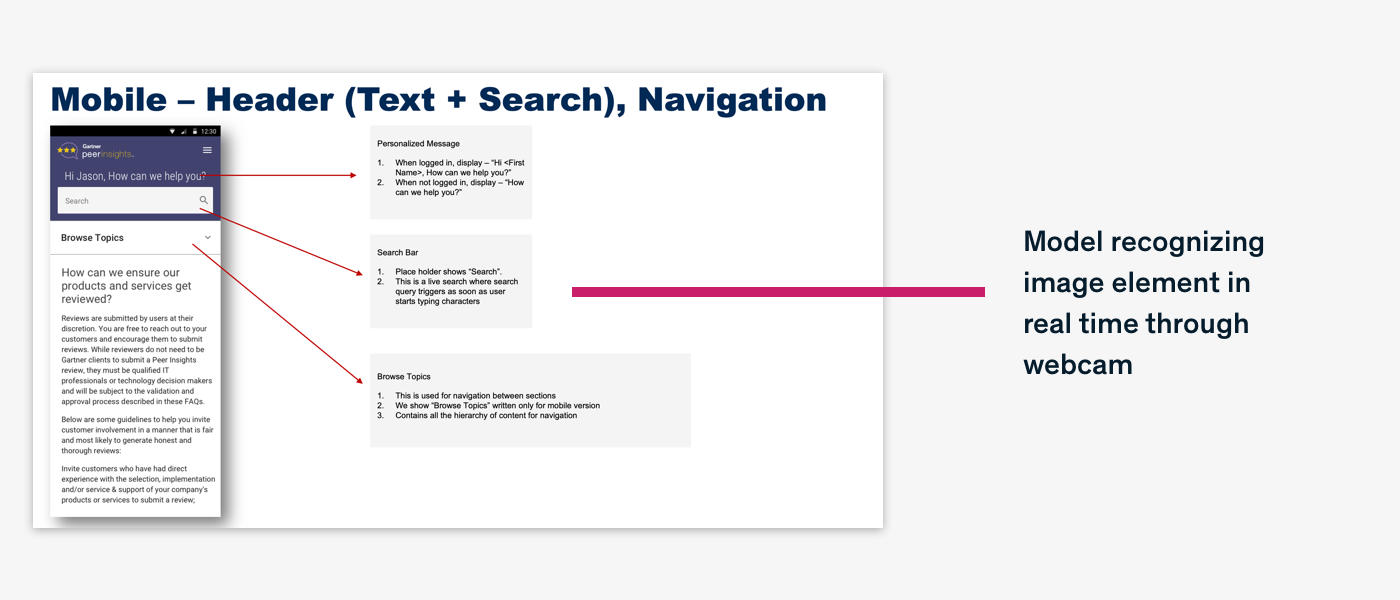 Mobile – Header (Text + Search), Navigation
12:30
Gartner
peerinsights.
Hi Jason, How can we help you?
Search
Browse Topics
How can we ensure our
products and services get
reviewed?
Reviews are submitted by users at their
discretion. You are free to reach out to your
customers and encourage them to submit
reviews. While reviewers do not need to be
Gartner clients to submit a Peer Insights
review, they must be qualified IT
professionals or technology decision makers
and will be subject to the validation and
approval process described in these FAQs.
Below are some guidelines to help you invite
customer involvement in a manner that is fair
and most likely to generate honest and
thorough reviews:
Invite customers who have had direct
experience with the selection, implementation
and/or service & support of your company's
products or services to submit a review;
Personalized Message
1. When logged in, display – “Hi <First
Name>, How can we help you?”
2. When not logged in, display – “How
can we help you?”
Search Bar
1. Place holder shows “Search”.
2. This is a live search where search
query triggers as soon as user
starts typing characters
Browse Topics
1. This is used for navigation between sections
2. We show “Browse Topics” written only for mobile version
3. Contains all the hierarchy of content for navigation
Model recognizing
image element in
real time through
webcam